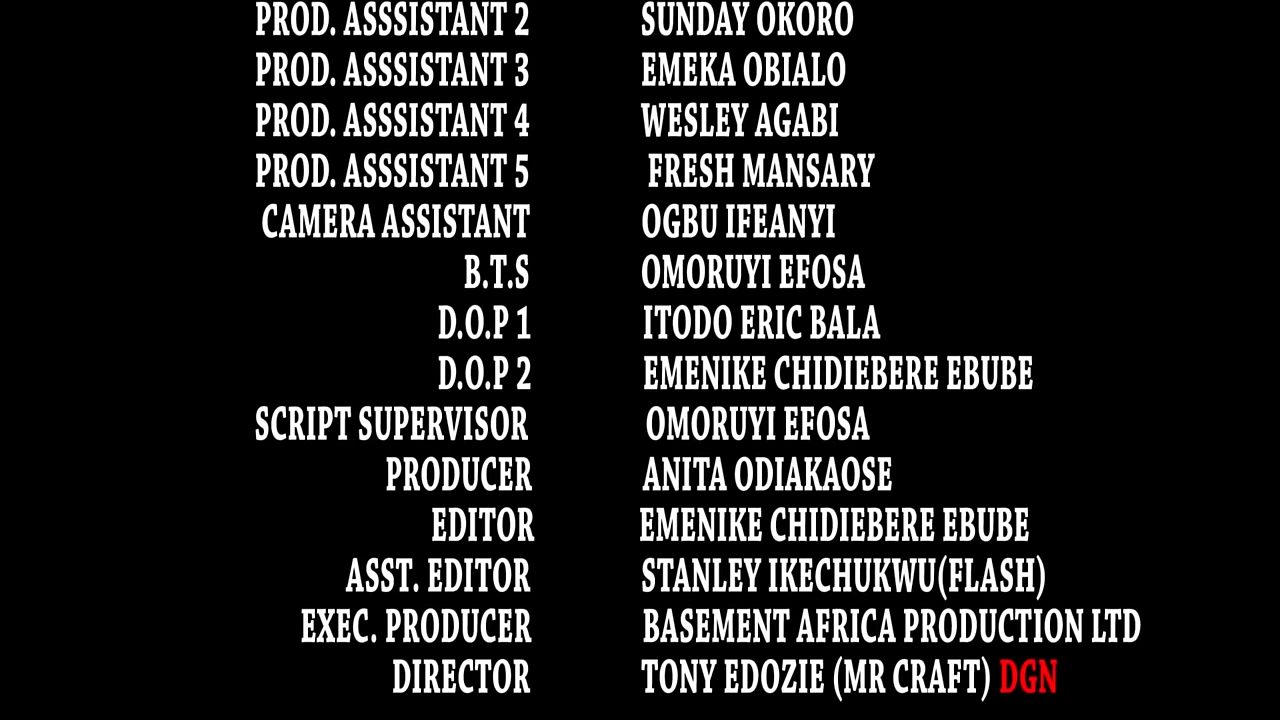 PROD. ASSSISTANT 2 SUNDAY OKORO
PROD. ASSSISTANT 3 EMEKA OBIALO
PROD. ASSSISTANT 4 WESLEY AGABI
PROD. ASSSISTANT 5 FRESH MANSARY
CAMERA ASSISTANT OGBU IFEANYI
B.T.S OMORUYI EFOSA
D.O.P 1 ITODO ERIC BALA
D.O.P 2 EMENIKE CHIDIEBERE EBUBE
SCRIPT SUPERVISOR OMORUYI EFOSA
PRODUCER ANITA ODIAKAOSE
EDITOR EMENIKE CHIDIEBERE EBUBE
ASST. EDITOR STANLEY IKECHUKWU(FLASH)
EXEC. PRODUCER BASEMENT AFRICA PRODUCTION LTD
DIRECTOR TONY EDOZIE (MR CRAFT) DGN